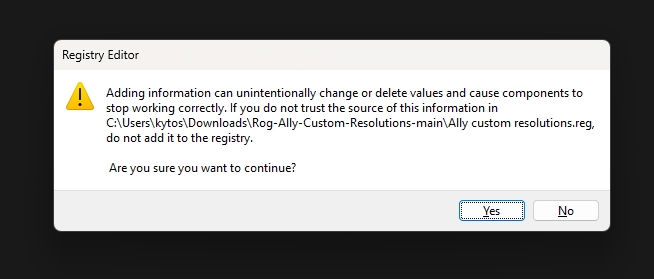 Registry Editor
Adding information can unintentionally change or delete values and cause components to
stop working correctly. If you do not trust the source of this information in
C:\Users\kytos\Downloads\Rog-Ally-Custom-Resolutions-main\Ally custom resolutions.reg,
do not add it to the registry.
Are you sure you want to continue?
Yes No